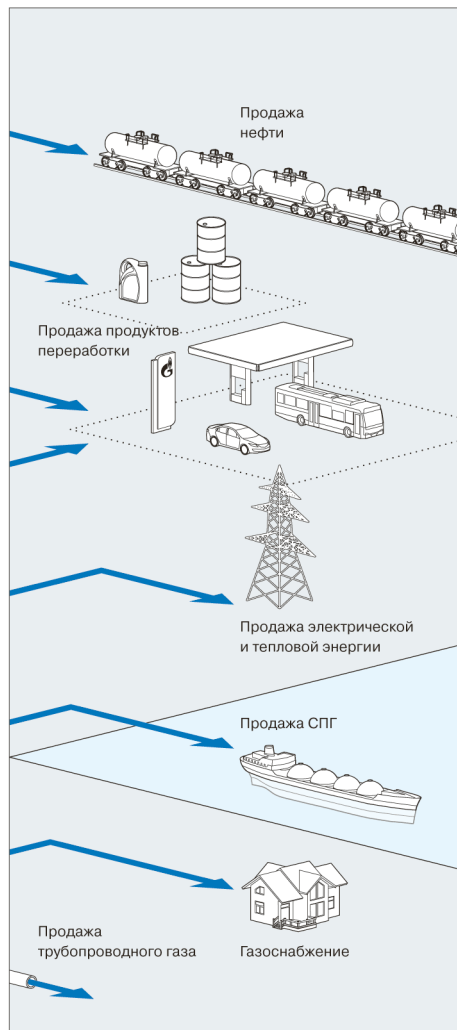 Продажа
нефти
Продажа продуктов
переработки
Продажа электрической
и тепловой энергии
Продажа СПГ
Продажа
трубопроводного газа
Газоснабжение